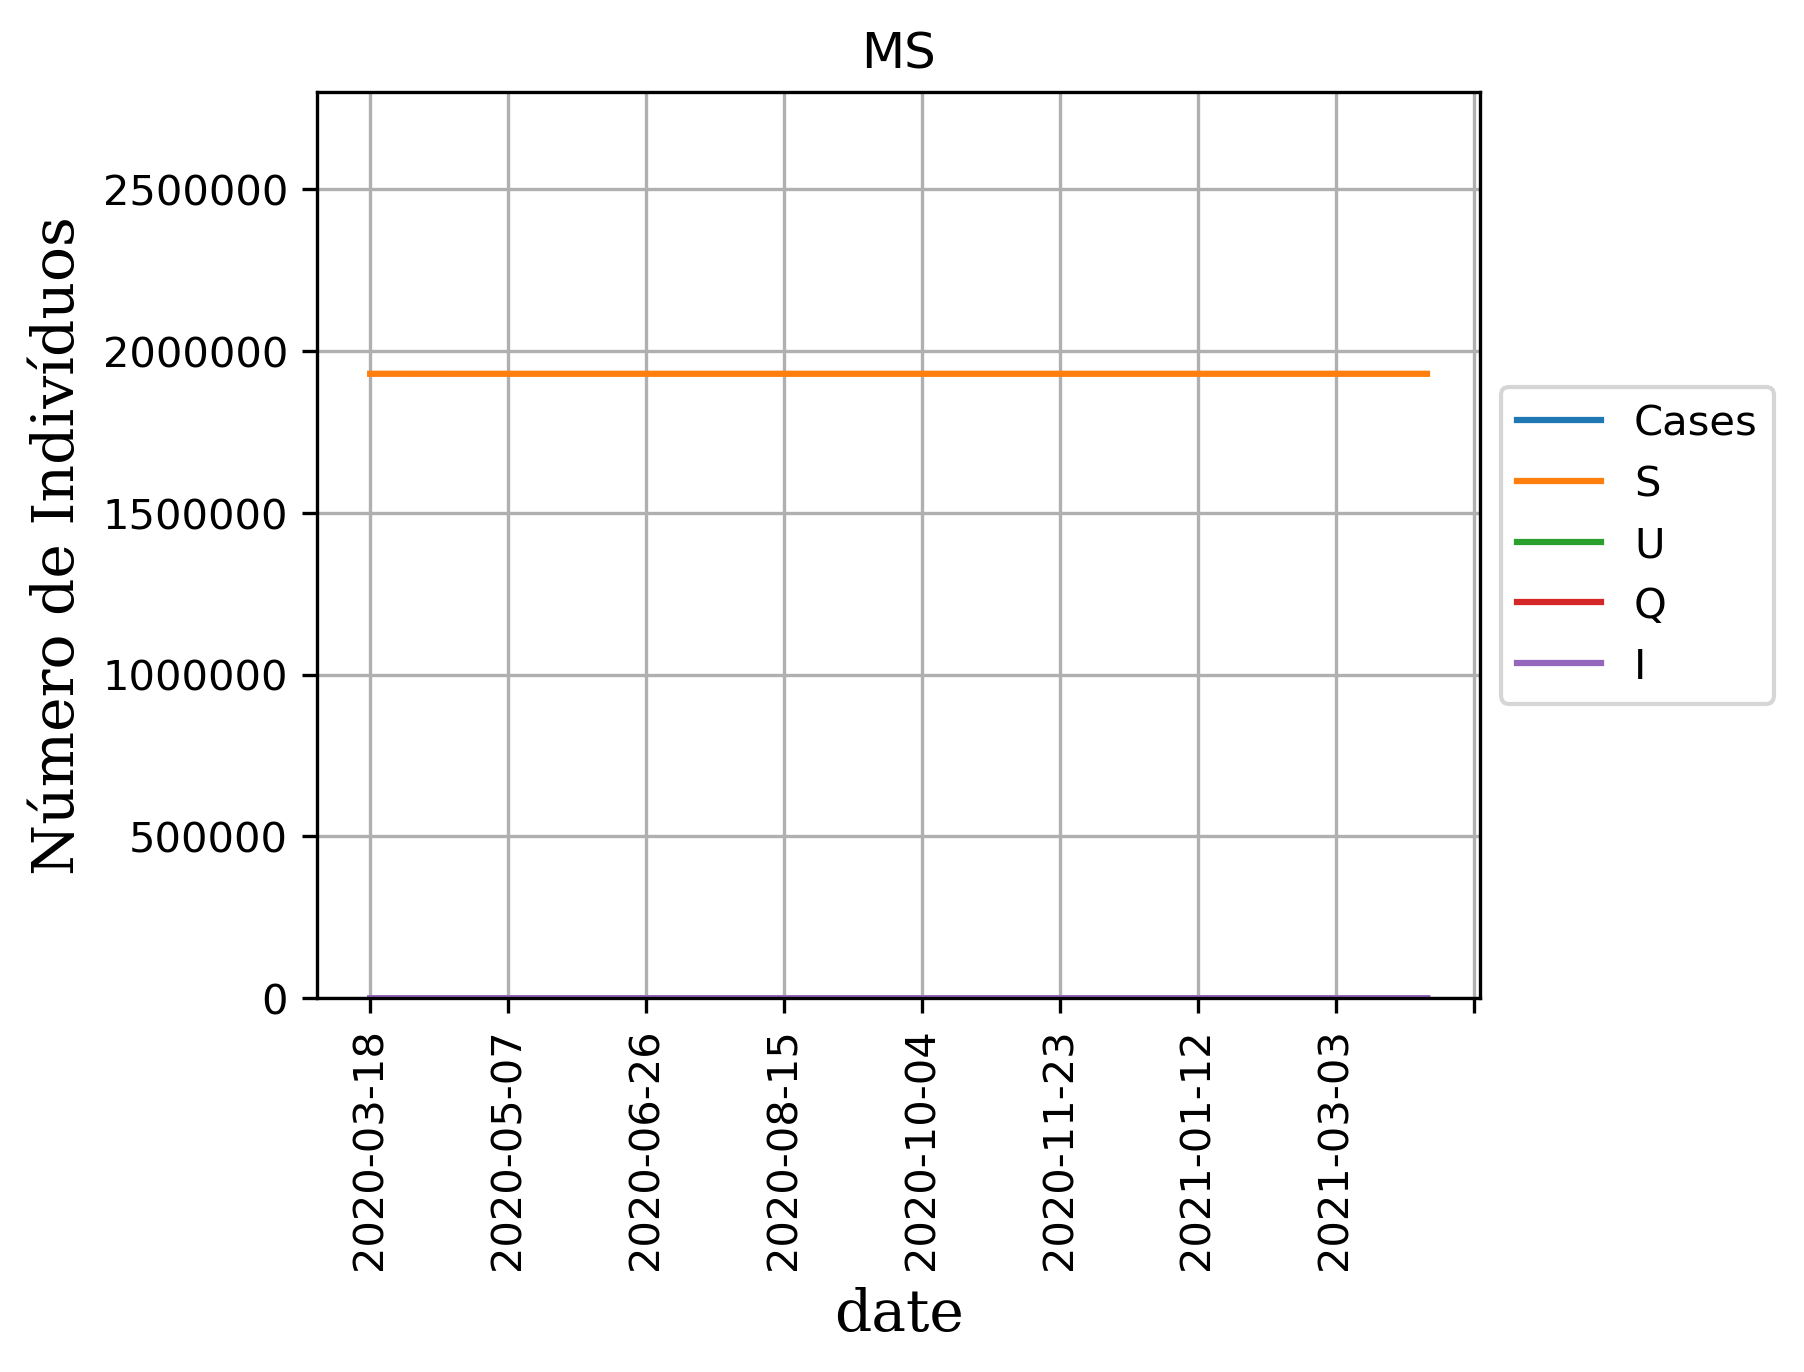 MS
Número de Indivíduos
2500000
2000000
1500000
1000000
500000
0
Cases
S
U
Q
I
2020-03-18
2020-05-07
2020-06-26
2020-08-15
2020-10-04
2020-11-23
2021-01-12
2021-03-03
date